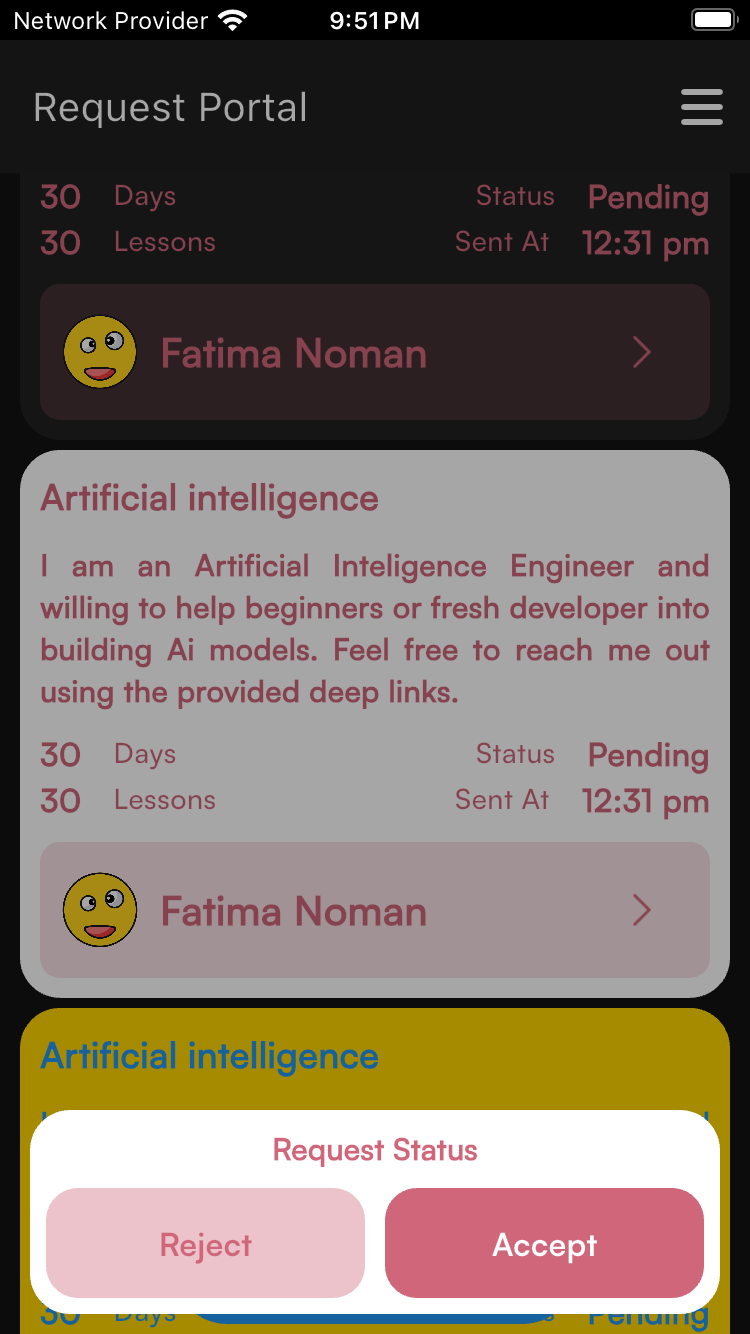 Network Provider 9:51 PM
Request Portal
30 Days Status Pending
30 Lessons Sent At 12:31 pm
Fatima Noman
Artificial intelligence
I am an Artificial Inteligence Engineer and
willing to help beginners or fresh developer into
building Ai models. Feel free to reach me out
using the provided deep links.
30 Days Status Pending
30 Lessons Sent At 12:31 pm
Fatima Noman
Artificial intelligence
Request Status
Reject Accept
30 Days Pending